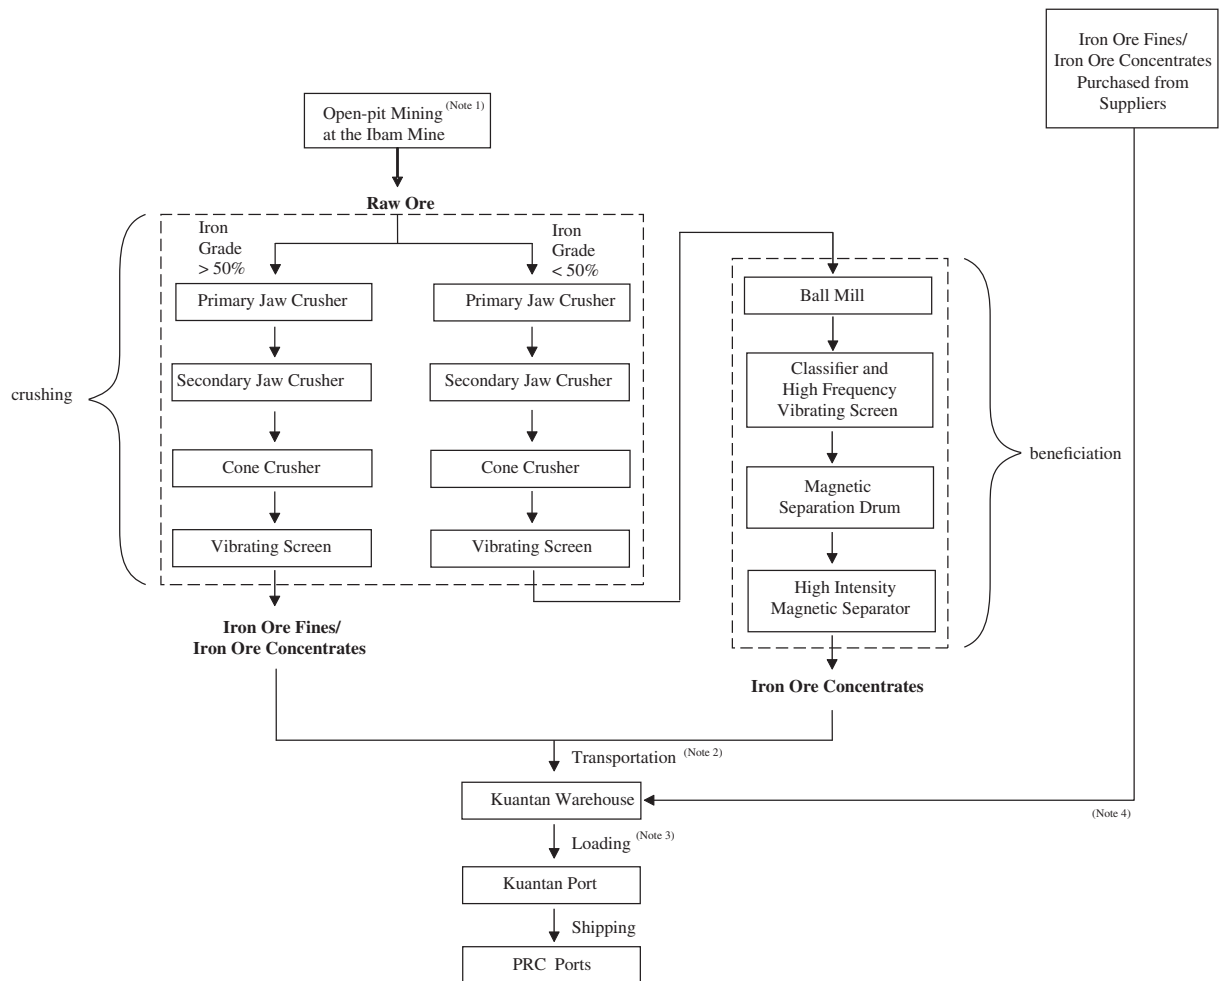 Iron Ore Fines/
Iron Ore Concentrates
Purchased from
Suppliers
Open-pit Mining (Note 1)
at the Ibam Mine
Raw Ore
crushing
Iron
Grade
> 50%
Iron
Grade
< 50%
Primary Jaw Crusher
Secondary Jaw Crusher
Cone Crusher
Vibrating Screen
Primary Jaw Crusher
Secondary Jaw Crusher
Cone Crusher
Vibrating Screen
Iron Ore Fines/
Iron Ore Concentrates
Ball Mill
Classifier and
High Frequency
Vibrating Screen
Magnetic
Separation Drum
High Intensity
Magnetic Separator
beneficiation
Iron Ore Concentrates
Transportation (Note 2)
Kuantan Warehouse
(Note 4)
Loading (Note 3)
Kuantan Port
Shipping
PRC Ports